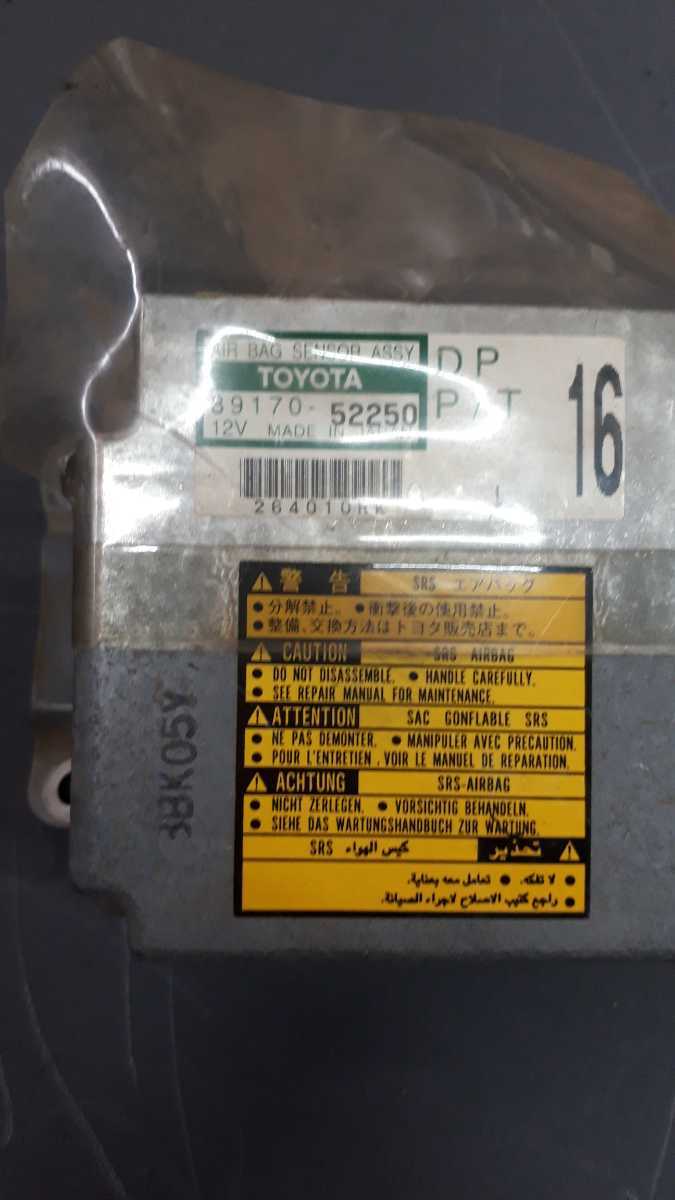 AIR BAG SENSOR ASSY
TOYOTA
89170-52250
12V MADE IN JAPAN
DP
P/T
16
264010RK
警告 SRS エアバッグ
● 分解禁止。 ● 衝撃後の使用禁止。
● 整備、交換方法はトヨタ販売店まで。
CAUTION SRS AIRBAG
● DO NOT DISASSEMBLE. ● HANDLE CAREFULLY.
● SEE REPAIR MANUAL FOR MAINTENANCE.
ATTENTION SAC GONFLABLE SRS
● NE PAS DEMONTER. ● MANIPULER AVEC PRECAUTION.
● POUR L'ENTRETIEN, VOIR LE MANUEL DE REPARATION.
ACHTUNG SRS-AIRBAG
● NICHT ZERLEGEN. ● VORSICHTIG BEHANDELN.
● SIEHE DAS WARTUNGSHANDBUCH ZUR WARTUNG.
تحذير كيس الهواء SRS
● لا تفكه. ● تعامل معه بعناية.
● راجع كتيب الاصلاح لاجراء الصيانة.
3BK05Y